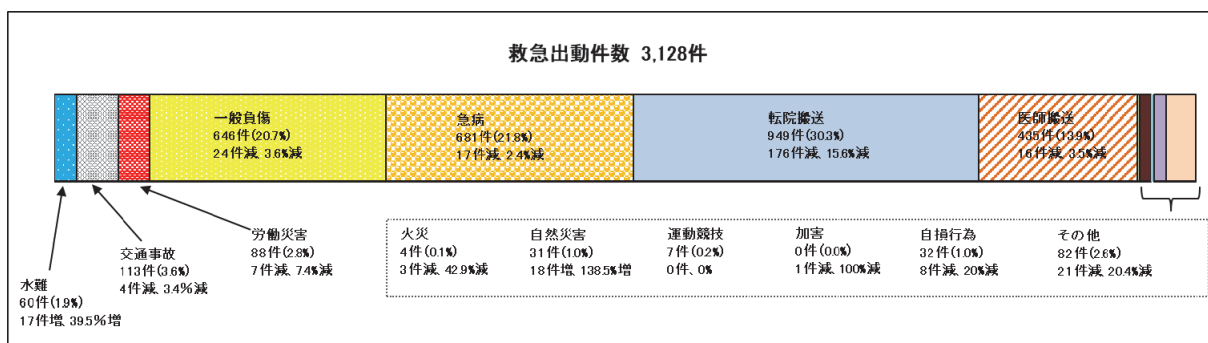 救急出動件数 3,128件
一般負傷
646件(20.7%)
24件減、3.6%減
急病
681件(21.8%)
17件減、2.4%減
転院搬送
949件(30.3%)
176件減、15.6%減
医師搬送
435件(13.9%)
16件減、3.5%減
水難
60件(1.9%)
17件増、39.5%増
交通事故
113件(3.6%)
4件減、3.4%減
労働災害
88件(2.8%)
7件減、7.4%減
火災
4件(0.1%)
3件減、42.9%減
自然災害
31件(1.0%)
18件増、138.5%増
運動競技
7件(0.2%)
0件、0%
加害
0件(0.0%)
1件減、100%減
自損行為
32件(1.0%)
8件減、20%減
その他
82件(2.6%)
21件減、20.4%減